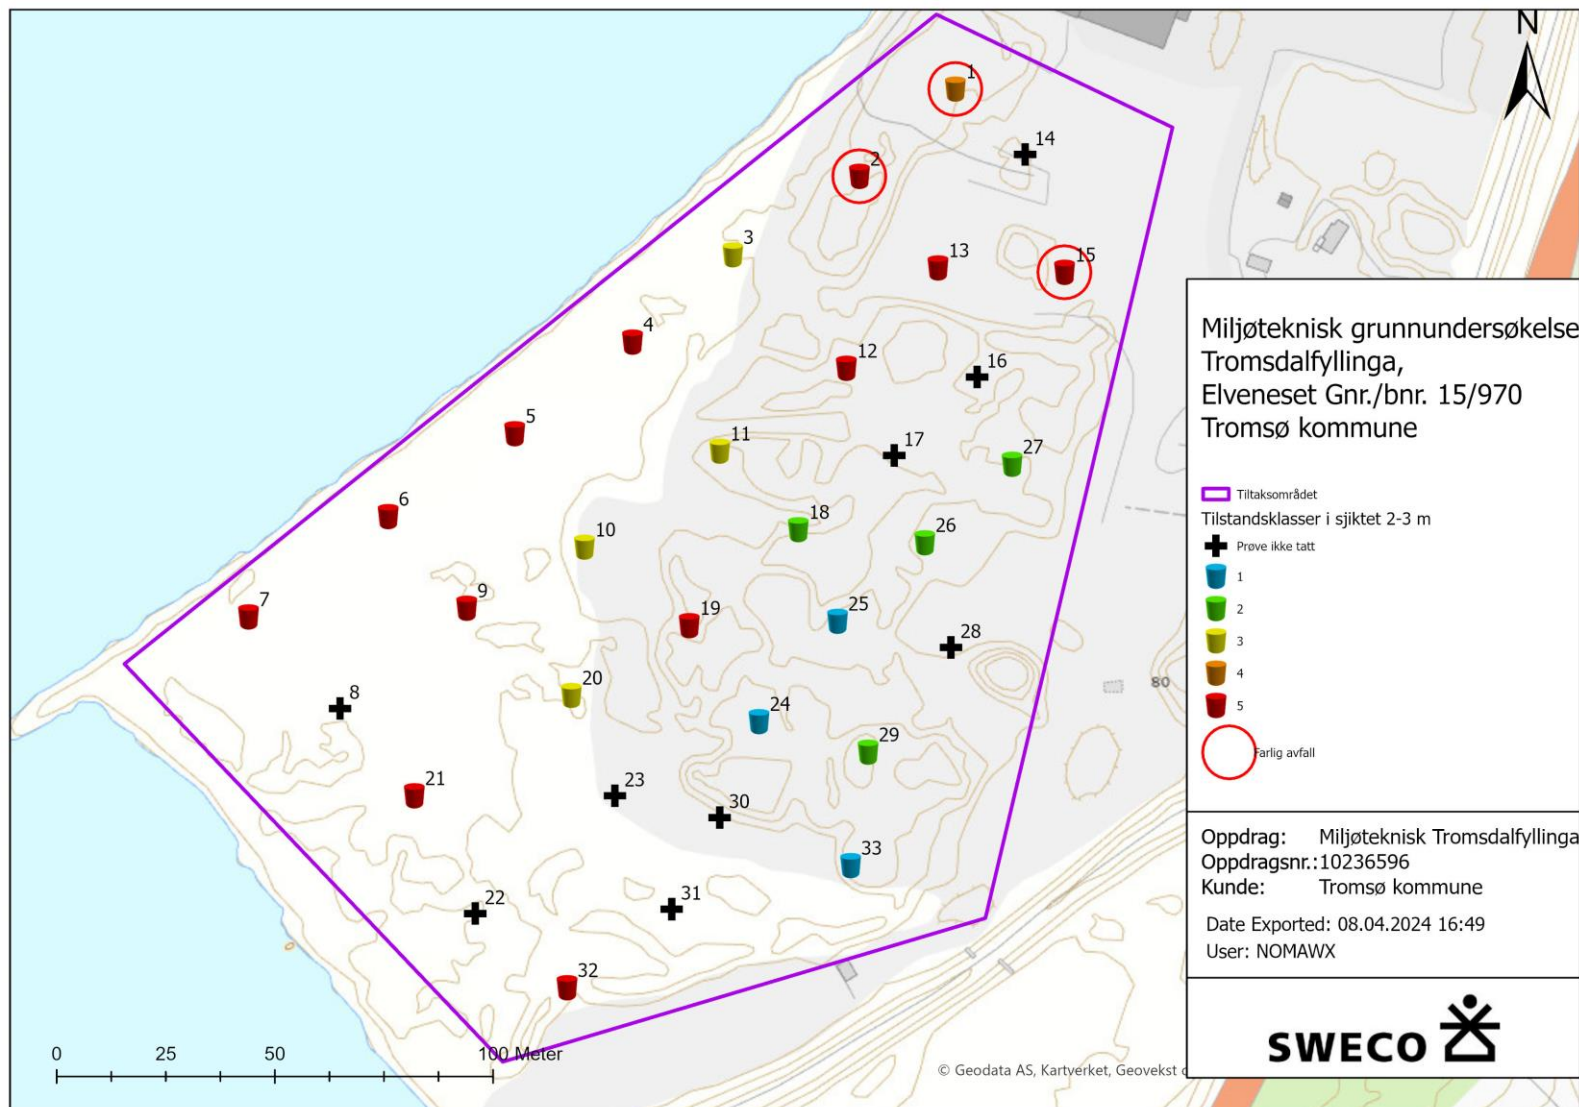 N
1
14
2
3
13
15
4
12
16
5
11
17
27
6
10
18
26
7
9
19
25
28
8
20
24
80
29
21
23
30
33
22
31
32
0 25 50 100 Meter
© Geodata AS, Kartverket, Geovekst
Miljøteknisk grunnundersøkelse
Tromsdalfyllinga,
Elveneset Gnr./bnr. 15/970
Tromsø kommune
Tiltaksområdet
Tilstandsklasser i sjiktet 2-3 m
Prøve ikke tatt
1
2
3
4
5
Farlig avfall
Oppdrag: Miljøteknisk Tromsdalfyllinga
Oppdragsnr.: 10236596
Kunde: Tromsø kommune
Date Exported: 08.04.2024 16:49
User: NOMAWX
SWECO